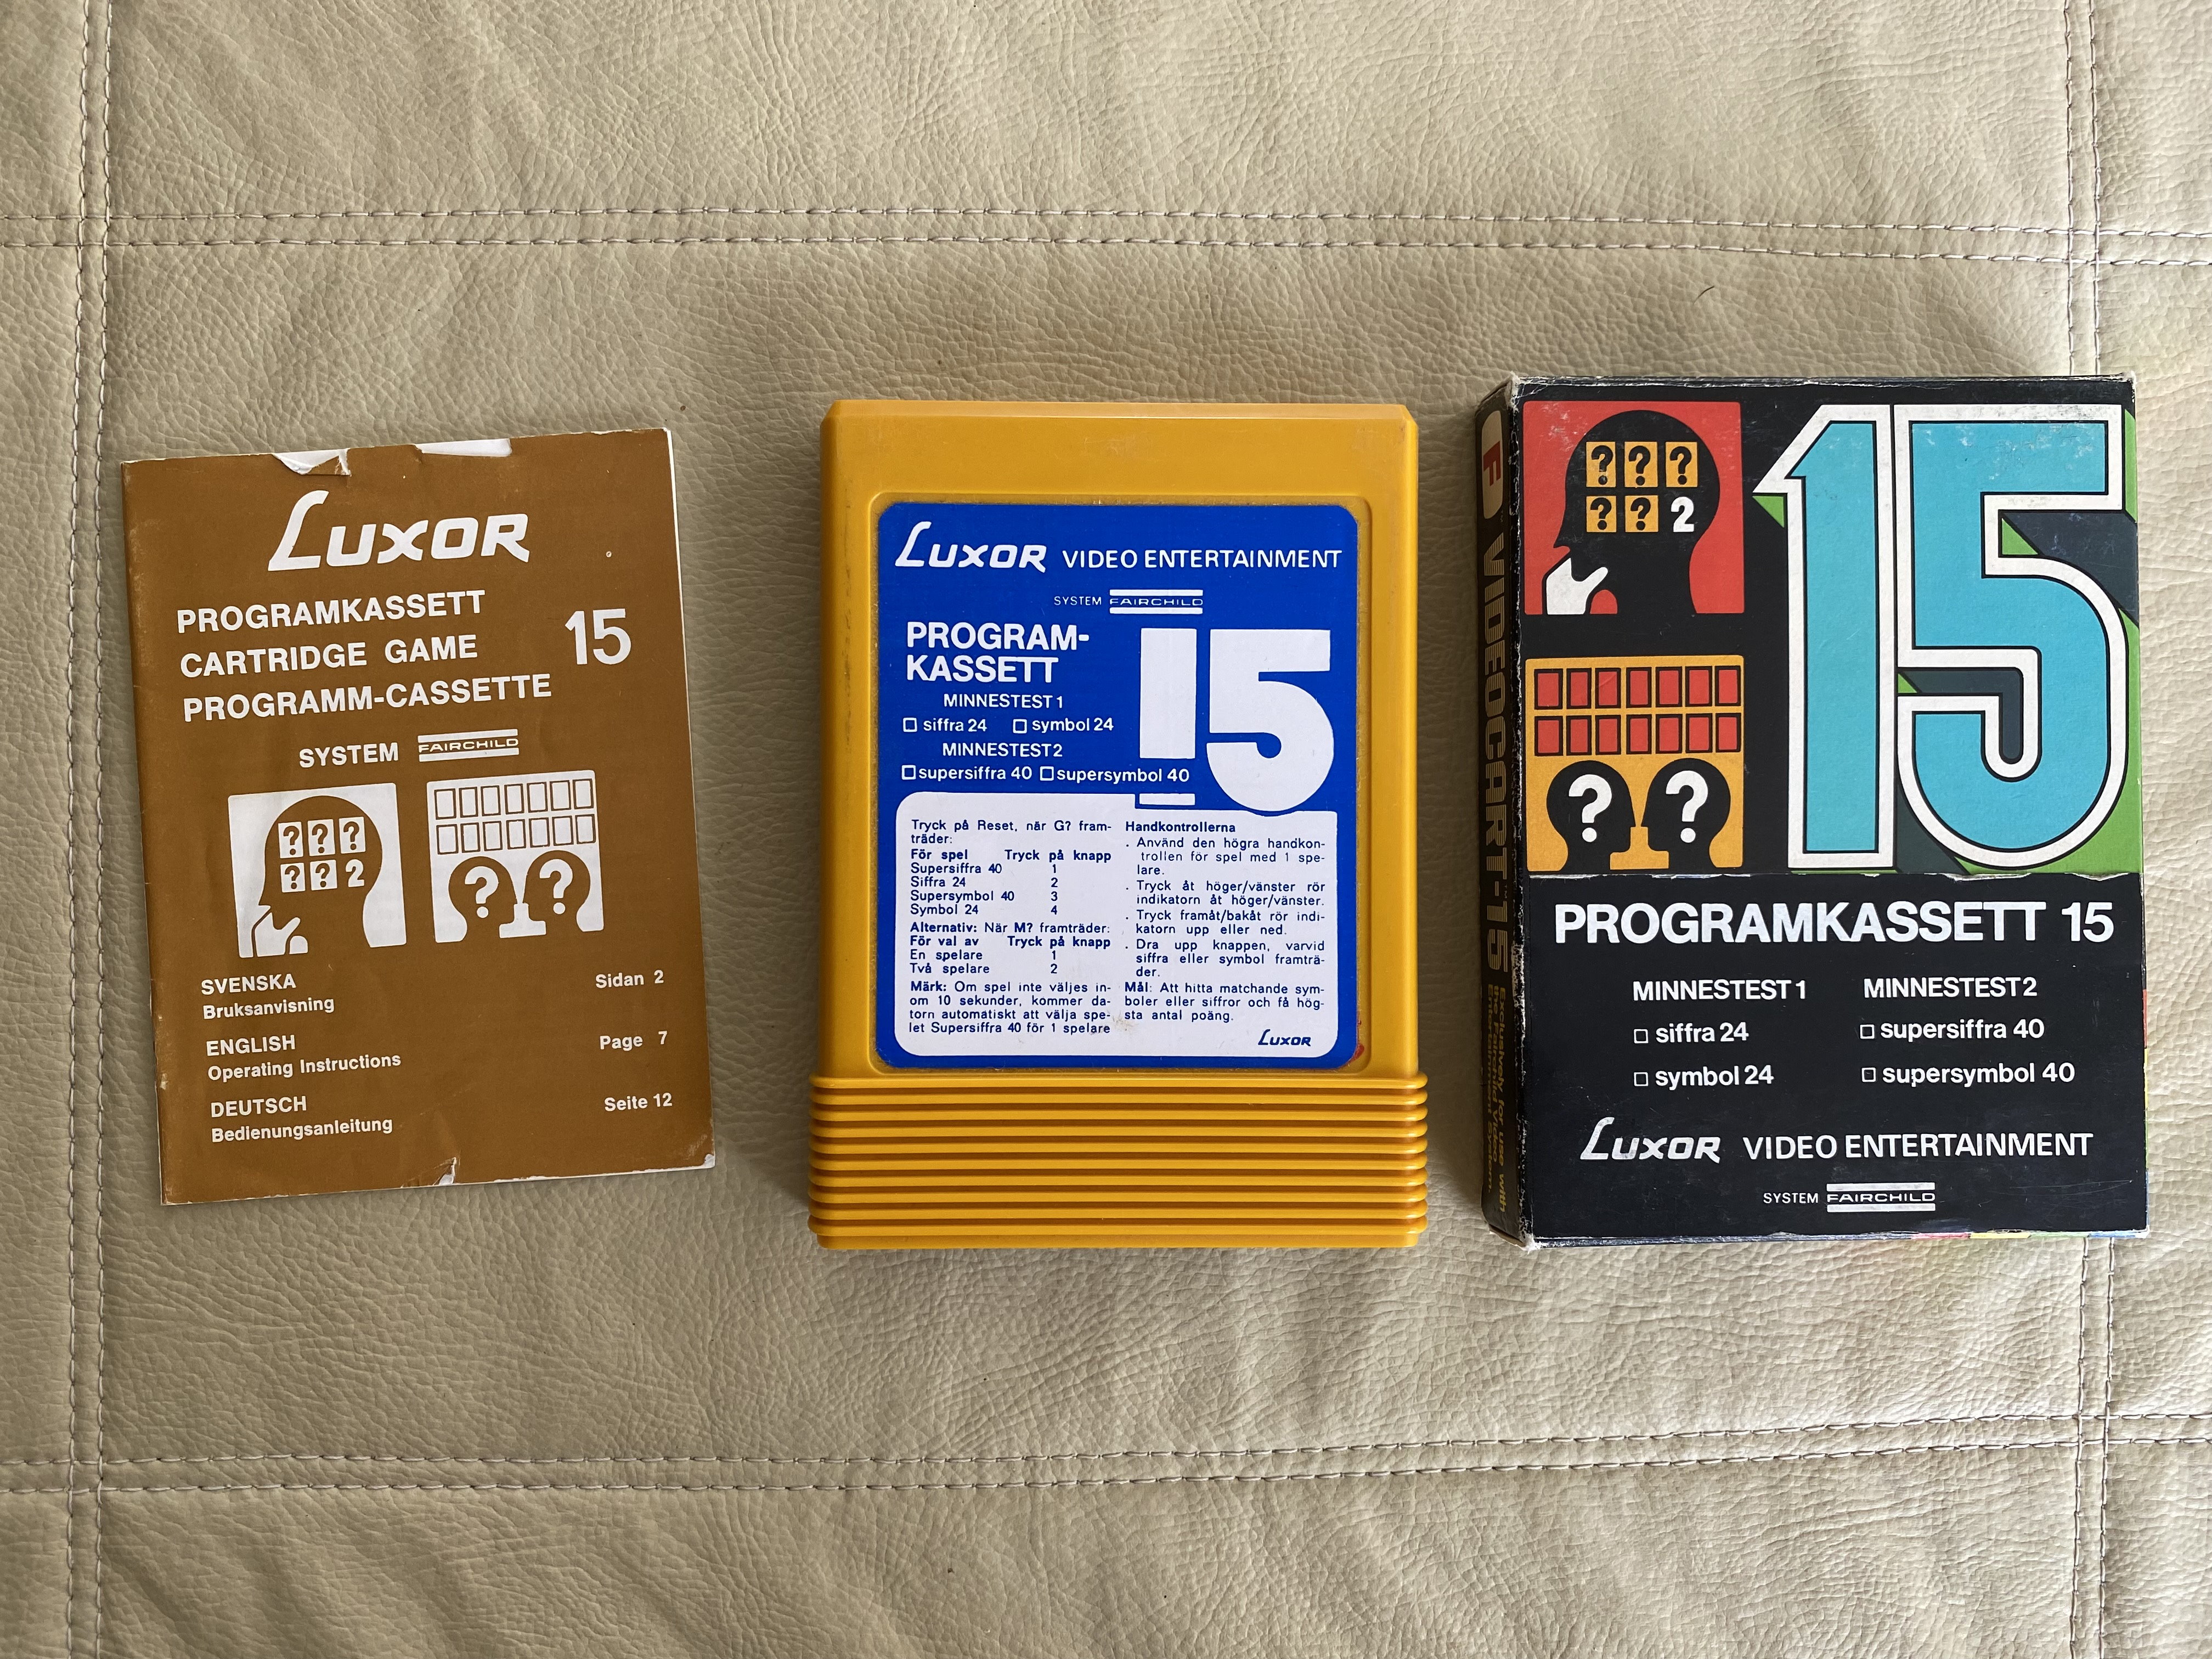 LUXOR
PROGRAMKASSETT
CARTRIDGE GAME
PROGRAMM-CASSETTE
15
SYSTEM FAIRCHILD
? ? ?
? ? 2
? ?
SVENSKA Sidan 2
Bruksanvisning
ENGLISH Page 7
Operating Instructions
DEUTSCH Seite 12
Bedienungsanleitung
LUXOR VIDEO ENTERTAINMENT
SYSTEM FAIRCHILD
PROGRAM-
KASSETT
15
MINNESTEST 1
siffra 24 symbol 24
MINNESTEST 2
supersiffra 40 supersymbol 40
Tryck på Reset, när G? fram-
träder:
För spel Tryck på knapp
Supersiffra 40 1
Siffra 24 2
Supersymbol 40 3
Symbol 24 4
Alternativ: När M? framträder:
För val av Tryck på knapp
En spelare 1
Två spelare 2
Märk: Om spel inte väljes in-
om 10 sekunder, kommer da-
torn automatiskt att välja spe-
let Supersiffra 40 för 1 spelare
Handkontrollerna
. Använd den högra handkon-
trollen för spel med 1 spe-
lare.
. Tryck åt höger/vänster rör
indikatorn åt höger/vänster.
. Tryck framåt/bakåt rör indi-
katorn upp eller ned.
. Dra upp knappen, varvid
siffra eller symbol framträ-
der.
Mål: Att hitta matchande sym-
boler eller siffror och få hög-
sta antal poäng.
LUXOR
F VIDEOCART-15 Exclusively for use with
the Fairchild Video
Entertainment System.
? ? ?
? ? 2
? ?
15
PROGRAMKASSETT 15
MINNESTEST 1 MINNESTEST 2
siffra 24 supersiffra 40
symbol 24 supersymbol 40
LUXOR VIDEO ENTERTAINMENT
SYSTEM FAIRCHILD